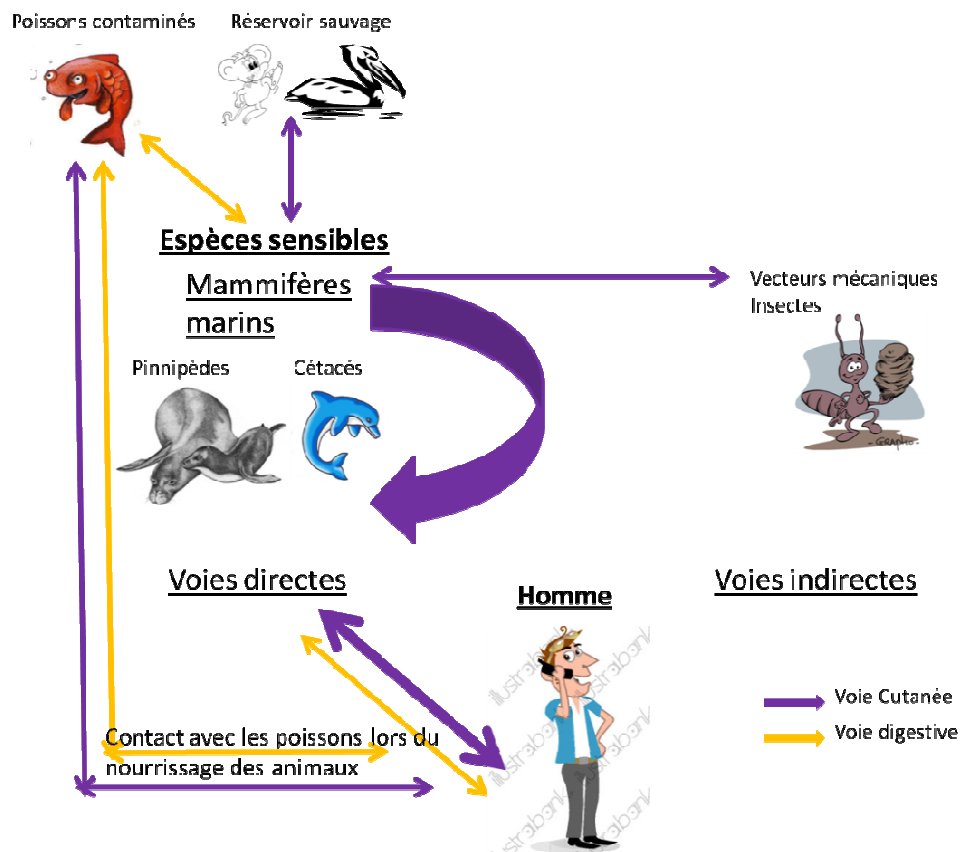 Poissons contaminés
Réservoir sauvage
Espèces sensibles
Mammifères
marins
Vecteurs mécaniques
Insectes
Pinnipèdes
Cétacés
Voies directes
Homme
Voies indirectes
Voie Cutanée
Voie digestive
Contact avec les poissons lors du
nourrissage des animaux